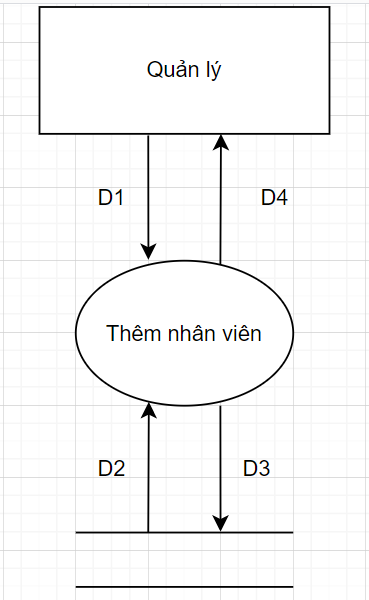 Quản lý
D1
D4
Thêm nhân viên
D2
D3